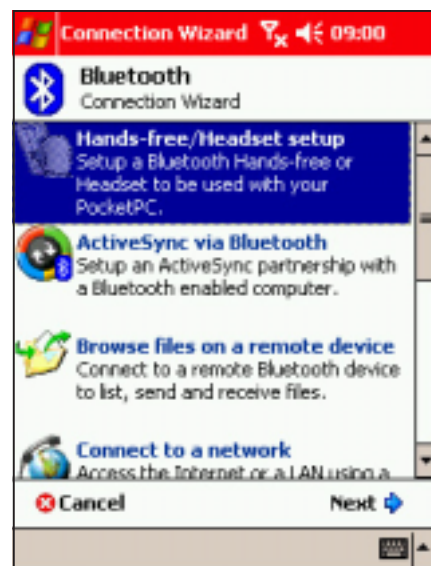 Connection Wizard 09:00
Bluetooth
Connection Wizard
Hands-free/Headset setup
Setup a Bluetooth Hands-free or
Headset to be used with your
PocketPC.
ActiveSync via Bluetooth
Setup an ActiveSync partnership with
a Bluetooth enabled computer.
Browse files on a remote device
Connect to a remote Bluetooth device
to list, send and receive files.
Connect to a network
Access the Internet or a LAN using a
Cancel Next